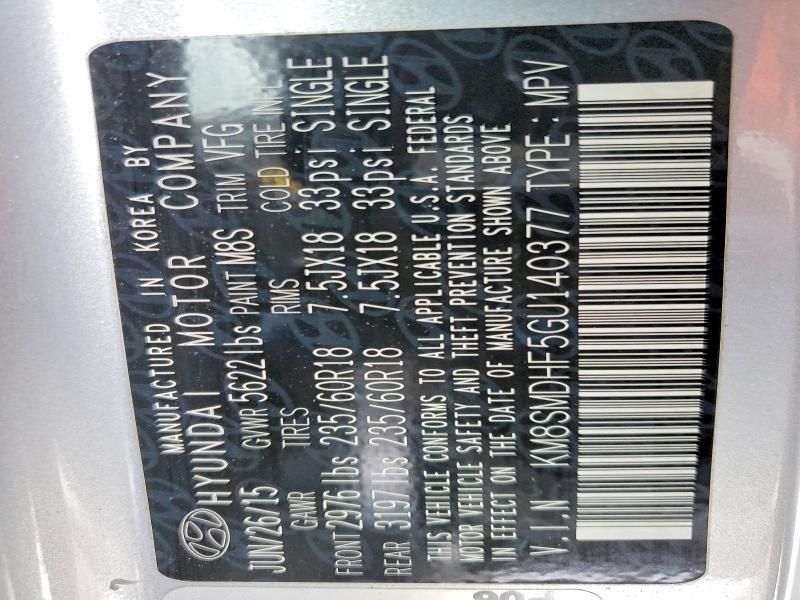 MANUFACTURED IN KOREA BY
HYUNDAI MOTOR COMPANY
JUN/26/15 GVWR 5622 lbs PAINT M8S TRIM VFG
GAWR TIRES RIMS COLD TIRE INFL
FRONT 2976 lbs 235/60R18 7.5JX18 33psi SINGLE
REAR 3197 lbs 235/60R18 7.5JX18 33psi SINGLE
THIS VEHICLE CONFORMS TO ALL APPLICABLE U.S.A. FEDERAL
MOTOR VEHICLE SAFETY AND THEFT PREVENTION STANDARDS
IN EFFECT ON THE DATE OF MANUFACTURE SHOWN ABOVE
V.I.N KM8SMDHF5GU140377 TYPE : MPV